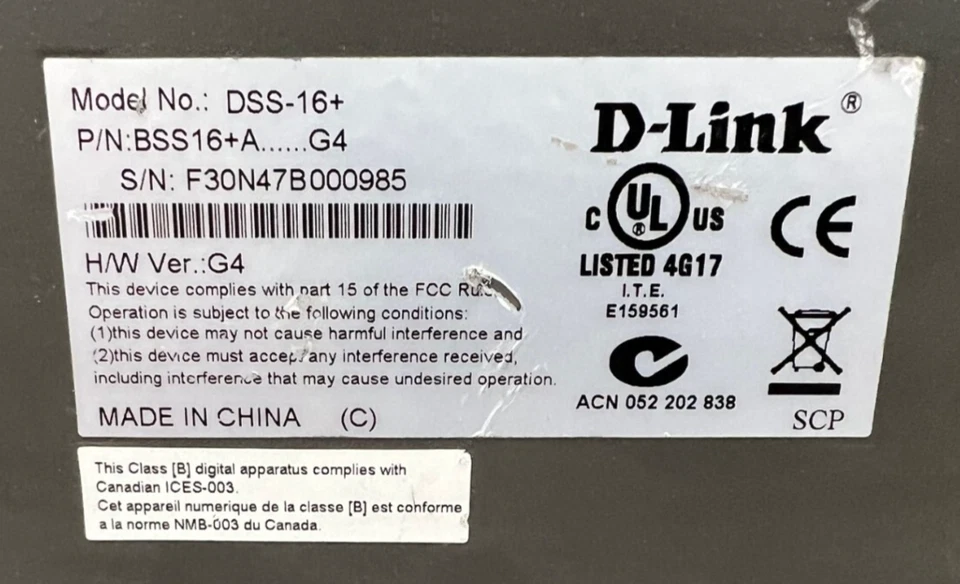 Model No.: DSS-16+
P/N:BSS16+A......G4
S/N: F30N47B000985
H/W Ver.:G4
This device complies with part 15 of the FCC Rules
Operation is subject to the following conditions:
(1)this device may not cause harmful interference and
(2)this device must accept any interference received,
including interference that may cause undesired operation.
MADE IN CHINA (C)
D-Link ®
C UL ® US
CE
LISTED 4G17
I.T.E.
E159561
ACN 052 202 838
SCP
This Class [B] digital apparatus complies with
Canadian ICES-003.
Cet appareil numerique de la classe [B] est conforme
a la norme NMB-003 du Canada.